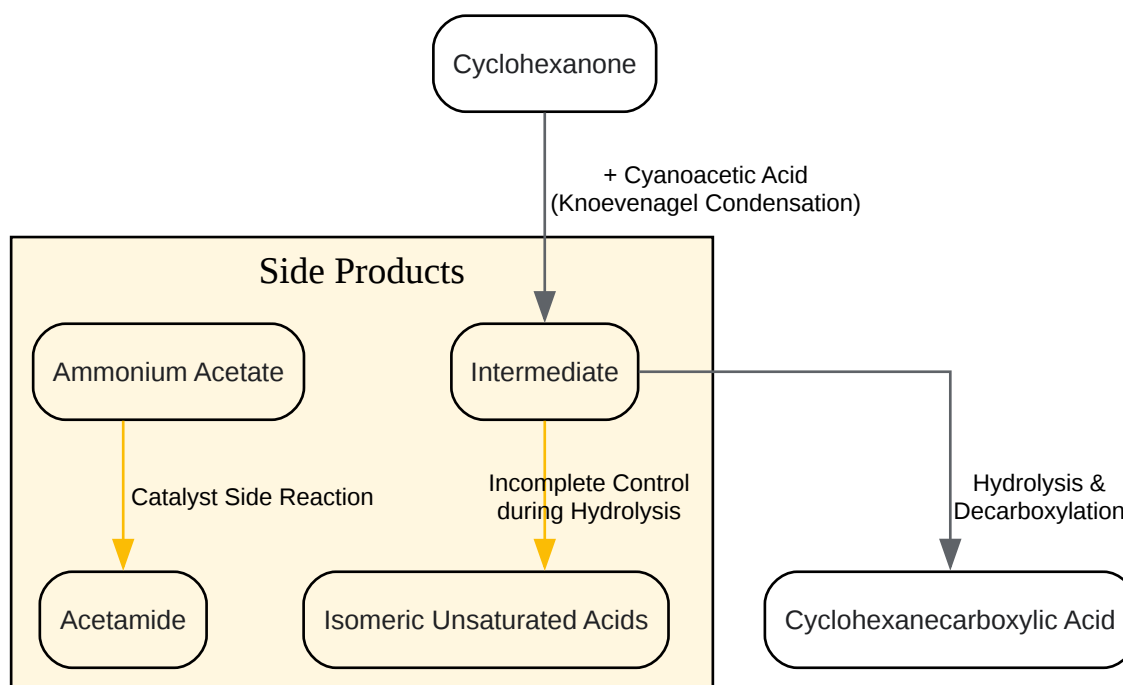 Cyclohexanone
+ Cyanoacetic Acid
(Knoevenagel Condensation)
Side Products
Ammonium Acetate
Intermediate
Catalyst Side Reaction
Incomplete Control
during Hydrolysis
Hydrolysis &
Decarboxylation
Acetamide
Isomeric Unsaturated Acids
Cyclohexanecarboxylic Acid